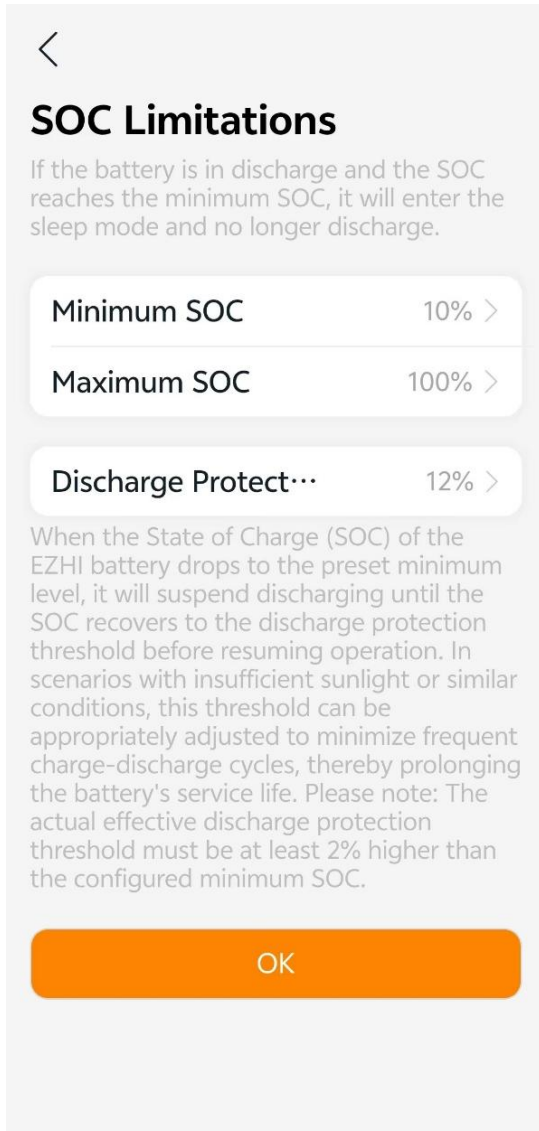 SOC Limitations
If the battery is in discharge and the SOC
reaches the minimum SOC, it will enter the
sleep mode and no longer discharge.
Minimum SOC 10%
Maximum SOC 100%
Discharge Protect··· 12%
When the State of Charge (SOC) of the
EZHI battery drops to the preset minimum
level, it will suspend discharging until the
SOC recovers to the discharge protection
threshold before resuming operation. In
scenarios with insufficient sunlight or similar
conditions, this threshold can be
appropriately adjusted to minimize frequent
charge-discharge cycles, thereby prolonging
the battery's service life. Please note: The
actual effective discharge protection
threshold must be at least 2% higher than
the configured minimum SOC.
OK